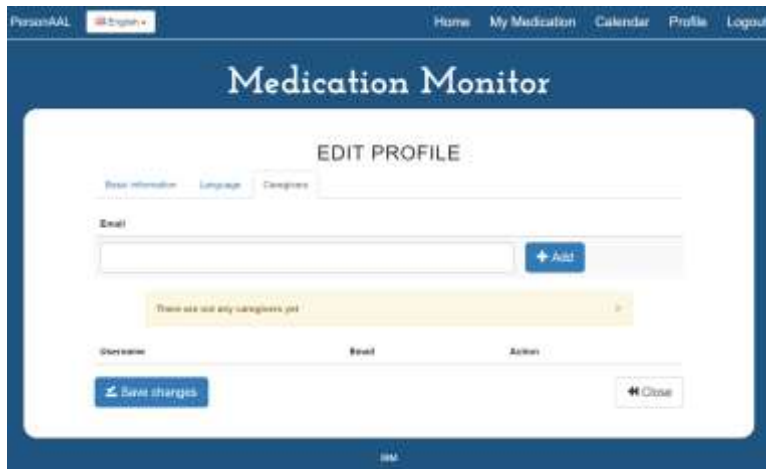 PersonAAL English Home My Medication Calendar Profile Logout
Medication Monitor
EDIT PROFILE
Basic information Language Caregivers
Email
Add
There are not any caregivers yet ×
Username Email Action
Save changes Close
IBM